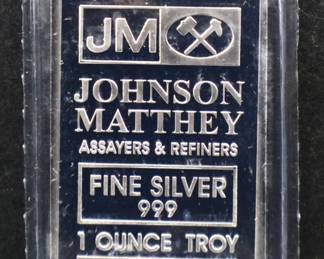 JM
JOHNSON
MATTHEY
ASSAYERS & REFINERS
FINE SILVER
999
1 OUNCE TROY